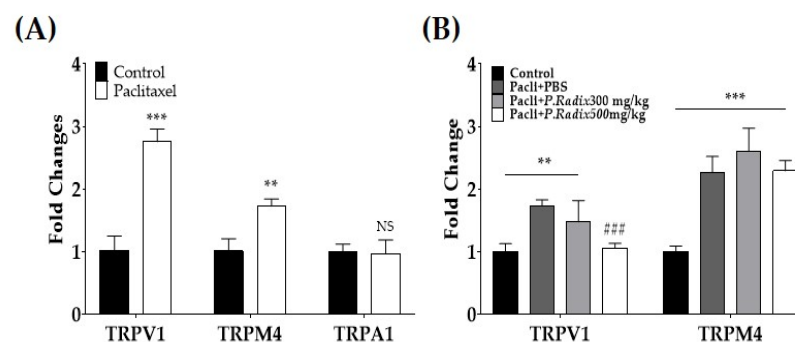 (A)
Fold Changes
4
3
2
1
0
Control
Paclitaxel
***
**
NS
TRPV1 TRPM4 TRPA1
(B)
Fold Change
4
3
2
1
0
Control
Pacli+PBS
Pacli+P.Radix300 mg/kg
Pacli+P.Radix500mg/kg
**
###
***
TRPV1 TRPM4